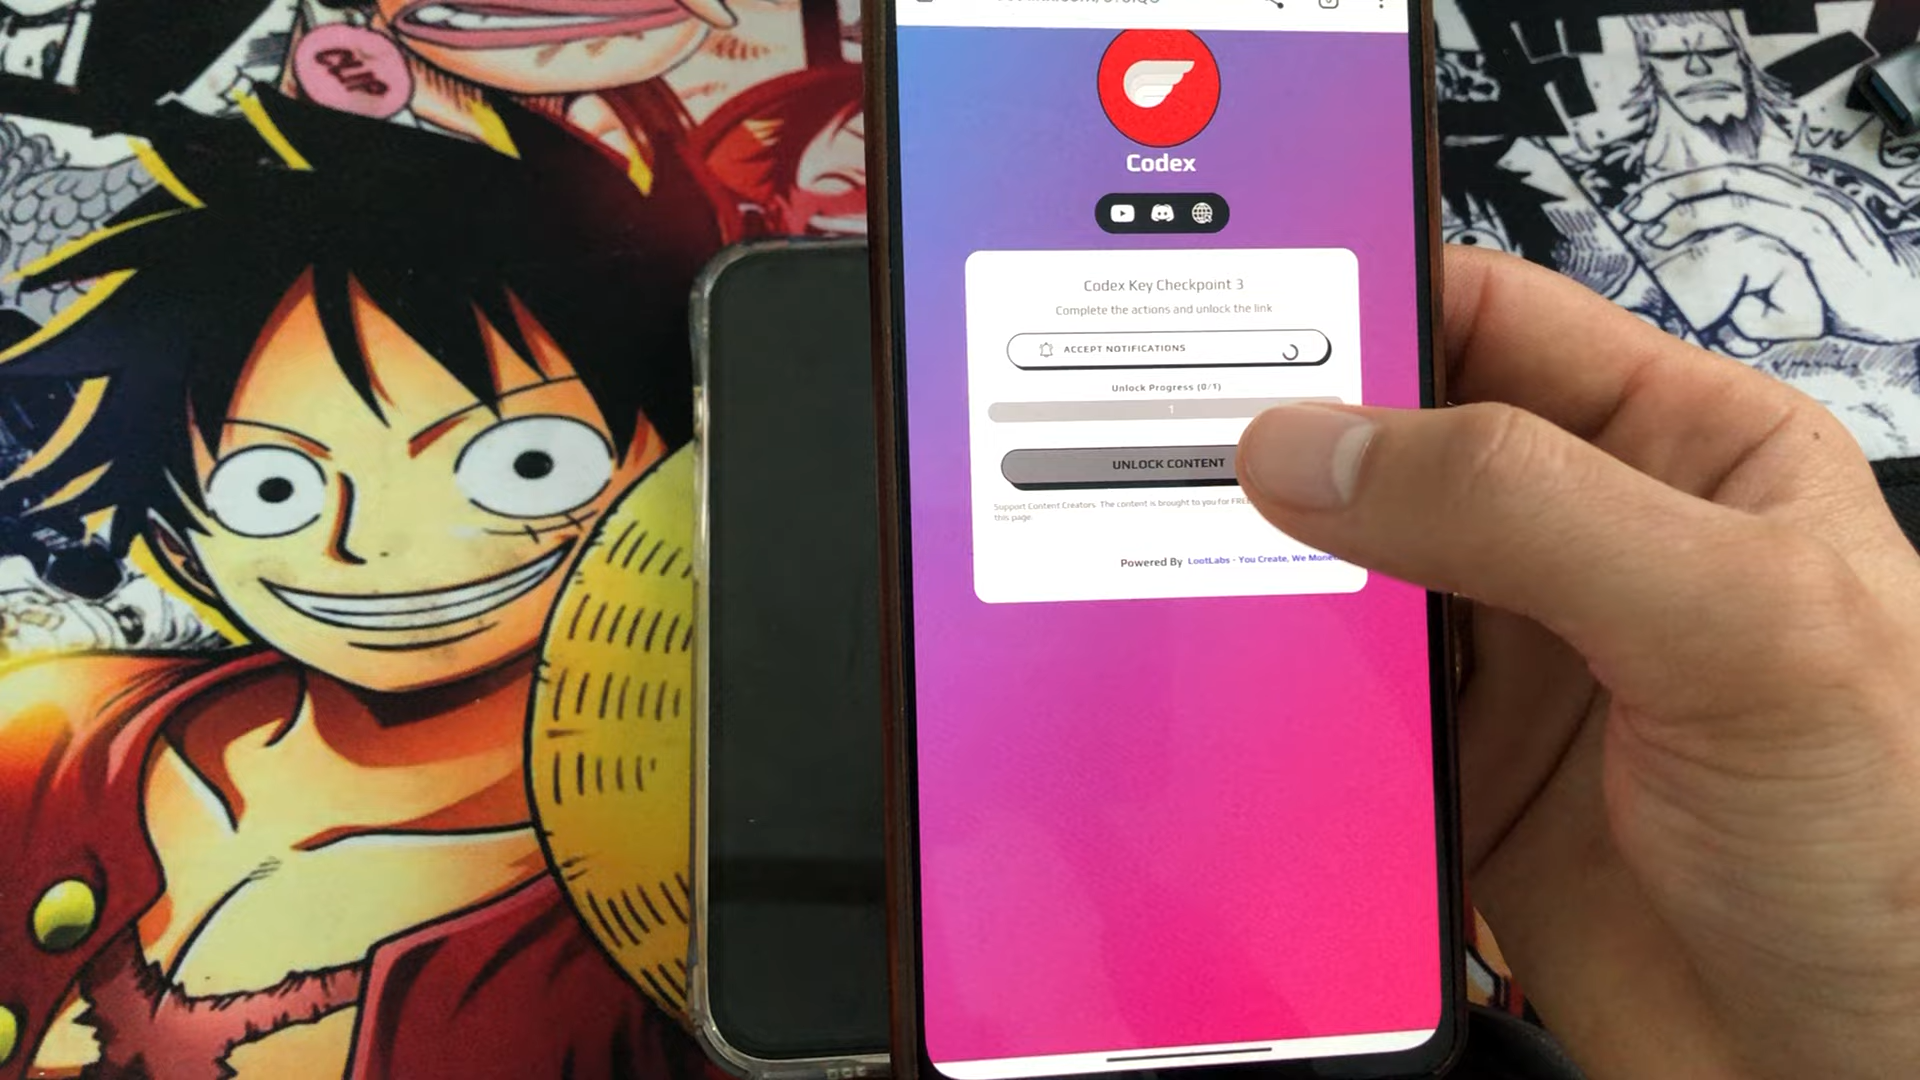 CLIP
Codex
Codex Key Checkpoint 3
Complete the actions and unlock the link
ACCEPT NOTIFICATIONS
Unlock Progress (0/1)
1
UNLOCK CONTENT
Support Content Creators. The content is brought to you for FREE
this page.
Powered By LootLabs - You Create, We